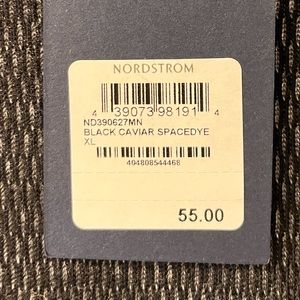 NORDSTROM
4 39073 98191 4
ND390627MN
BLACK CAVIAR SPACEDYE
XL
404808544468
55.00